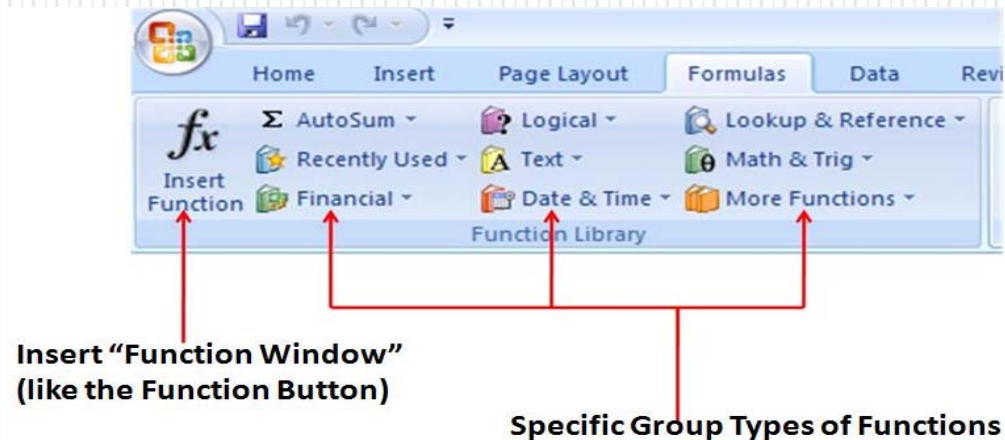 Home Insert Page Layout Formulas Data Revi
fx Σ AutoSum Logical Lookup & Reference
Recently Used A Text θ Math & Trig
Insert
Function Financial Date & Time More Functions
Function Library
Insert “Function Window”
(like the Function Button)
Specific Group Types of Functions